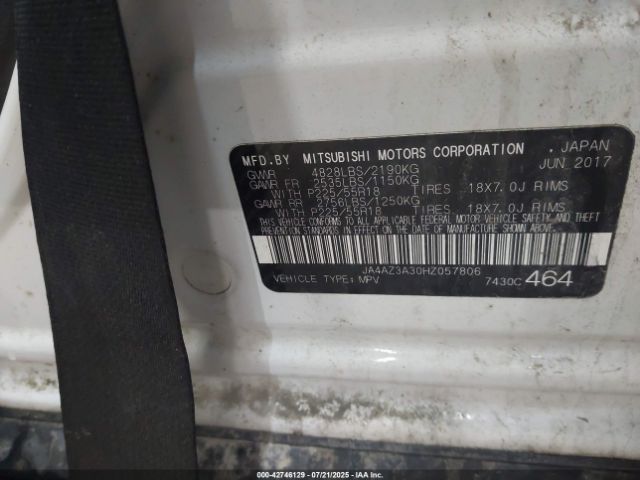 MFD.BY MITSUBISHI MOTORS CORPORATION . JAPAN
GVWR 4828LBS/2190KG JUN 2017
GAWR FR 2535LBS/1150KG
WITH P225/55R18 TIRES 18X7.0J RIMS
GAWR RR 2756LBS/1250KG
WITH P225/55R18 TIRES 18X7.0J RIMS
THIS VEHICLE CONFORMS TO ALL APPLICABLE FEDERAL MOTOR VEHICLE SAFETY AND THEFT
PREVENTION STANDARDS IN EFFECT ON THE DATE OF MANUFACTURE SHOWN ABOVE.
JA4AZ3A30HZ057806
VEHICLE TYPE: MPV 7430C 464
000-42746129 - 07/21/2025 - IAAI.COM